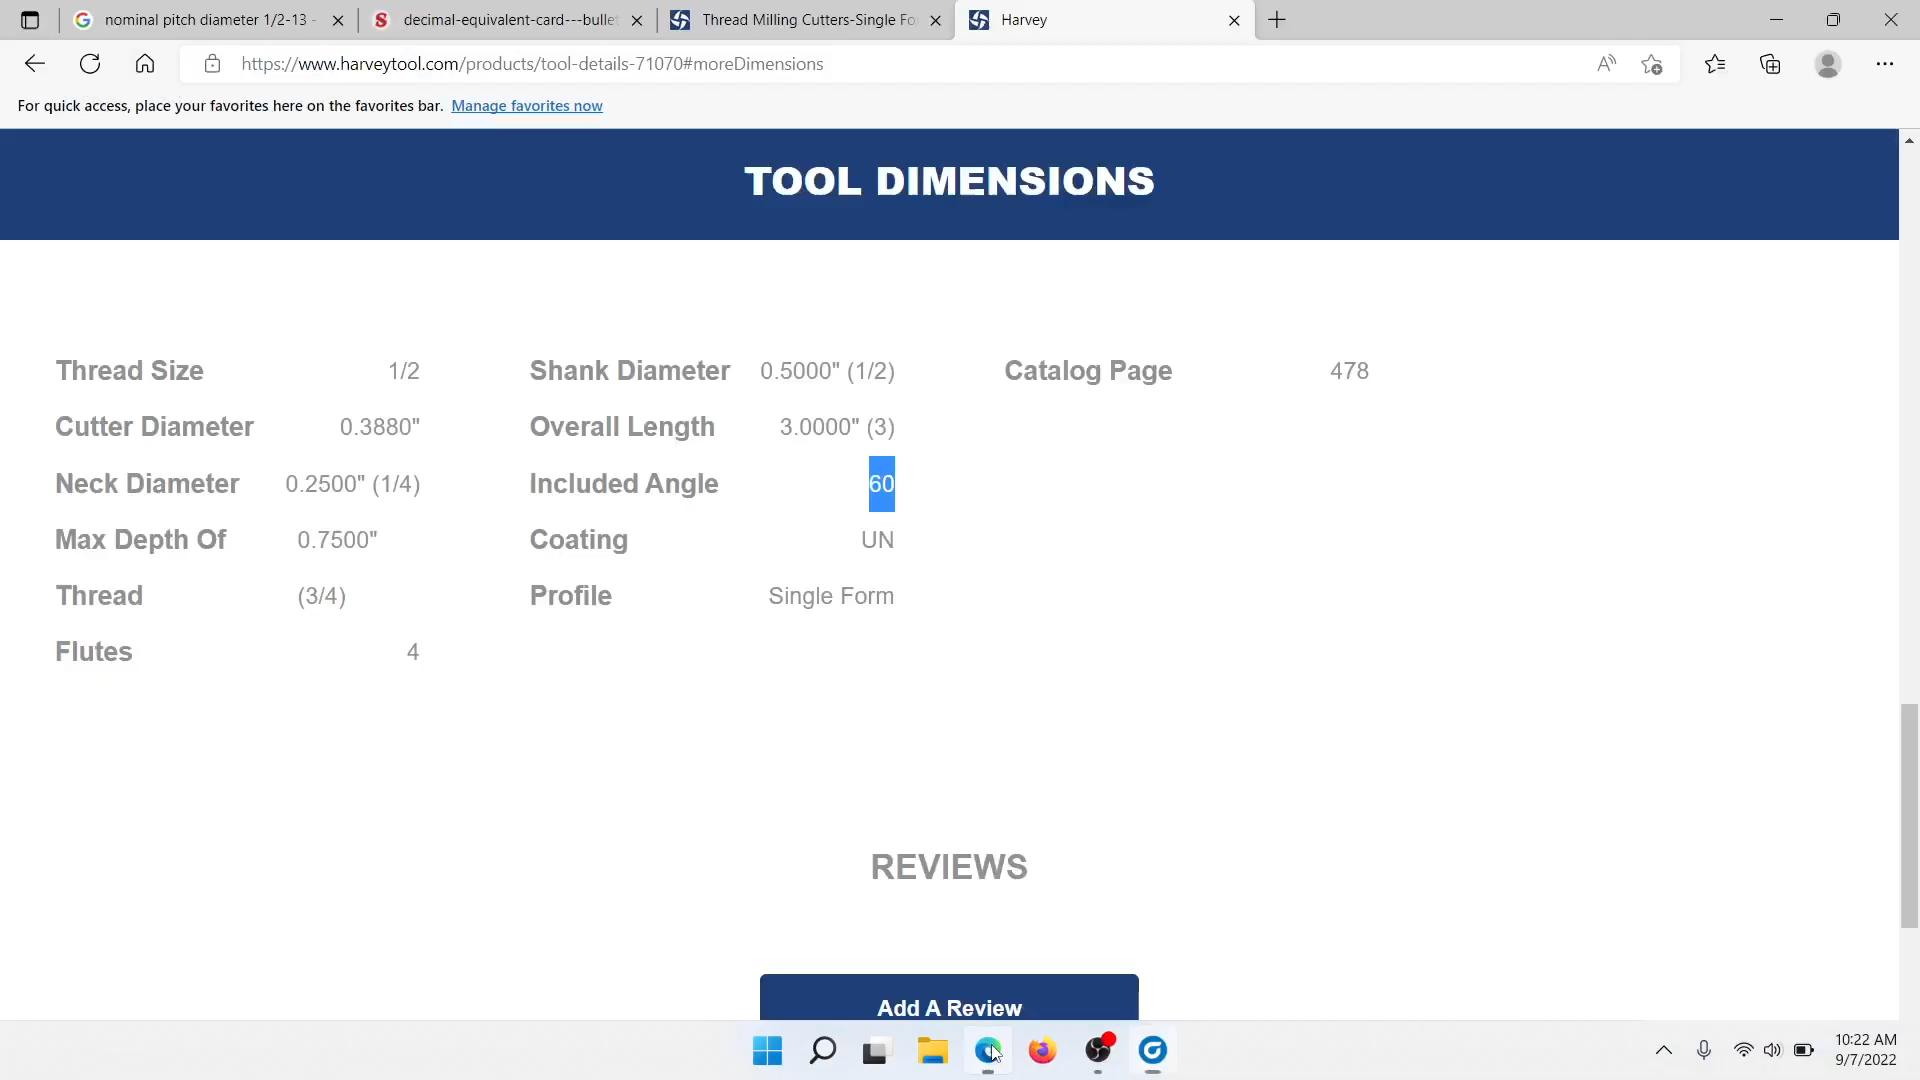 nominal pitch diameter 1/2-13 -
decimal-equivalent-card---bullet
Thread Milling Cutters-Single Fo
Harvey
https://www.harveytool.com/products/tool-details-71070#moreDimensions
For quick access, place your favorites here on the favorites bar. Manage favorites now
TOOL DIMENSIONS
Thread Size 1/2
Cutter Diameter 0.3880"
Neck Diameter 0.2500" (1/4)
Max Depth Of 0.7500"
Thread (3/4)
Flutes 4
Shank Diameter 0.5000" (1/2)
Overall Length 3.0000" (3)
Included Angle 60
Coating UN
Profile Single Form
Catalog Page 478
REVIEWS
Add A Review
10:22 AM
9/7/2022